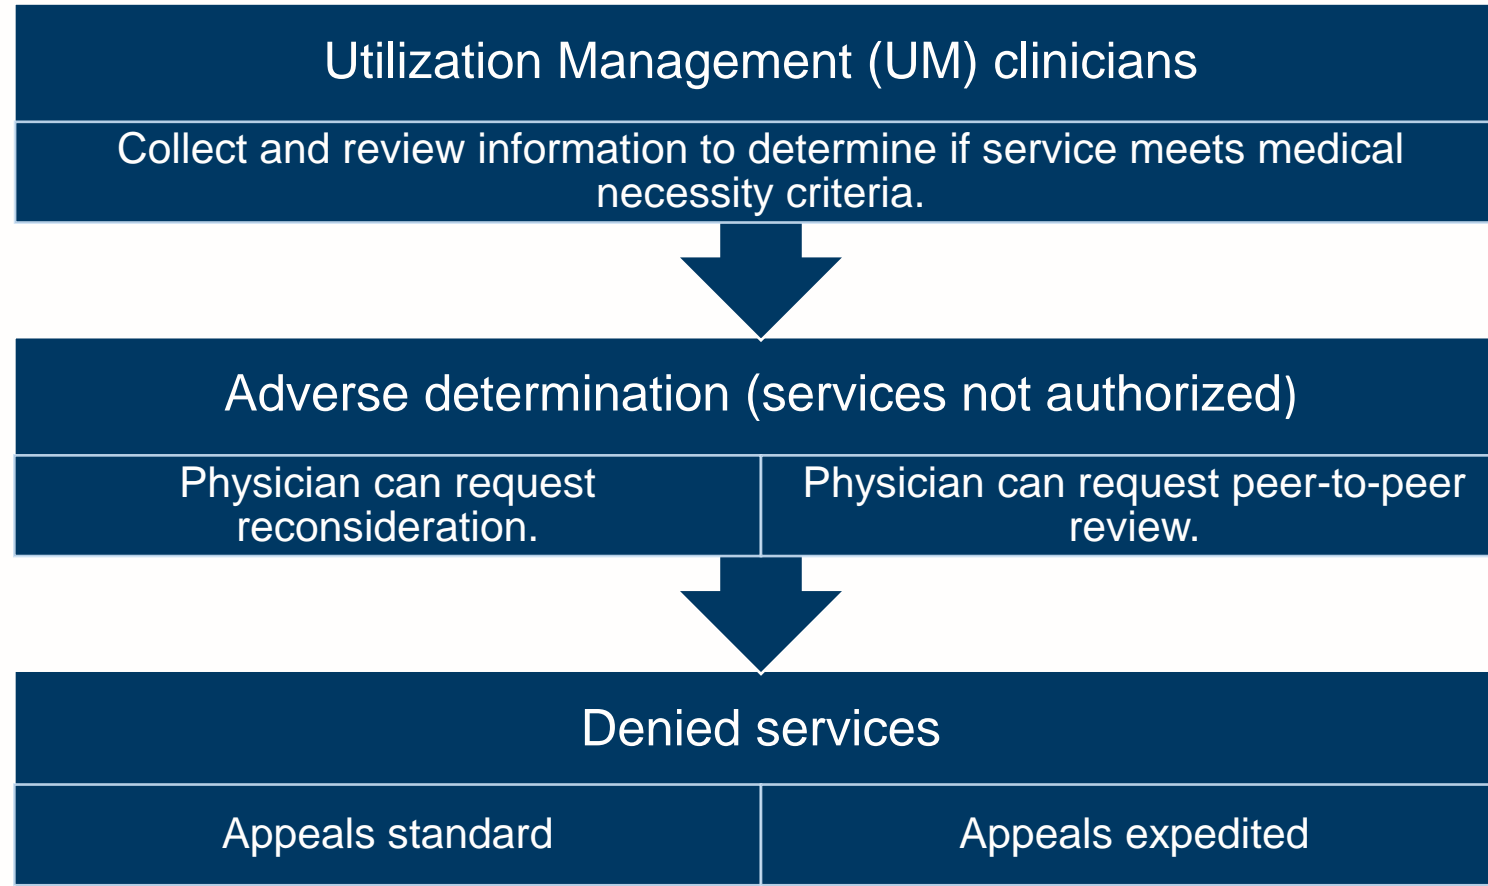 Utilization Management (UM) clinicians
Collect and review information to determine if service meets medical
necessity criteria.
Adverse determination (services not authorized)
Physician can request
reconsideration.
Physician can request peer-to-peer
review.
Denied services
Appeals standard
Appeals expedited